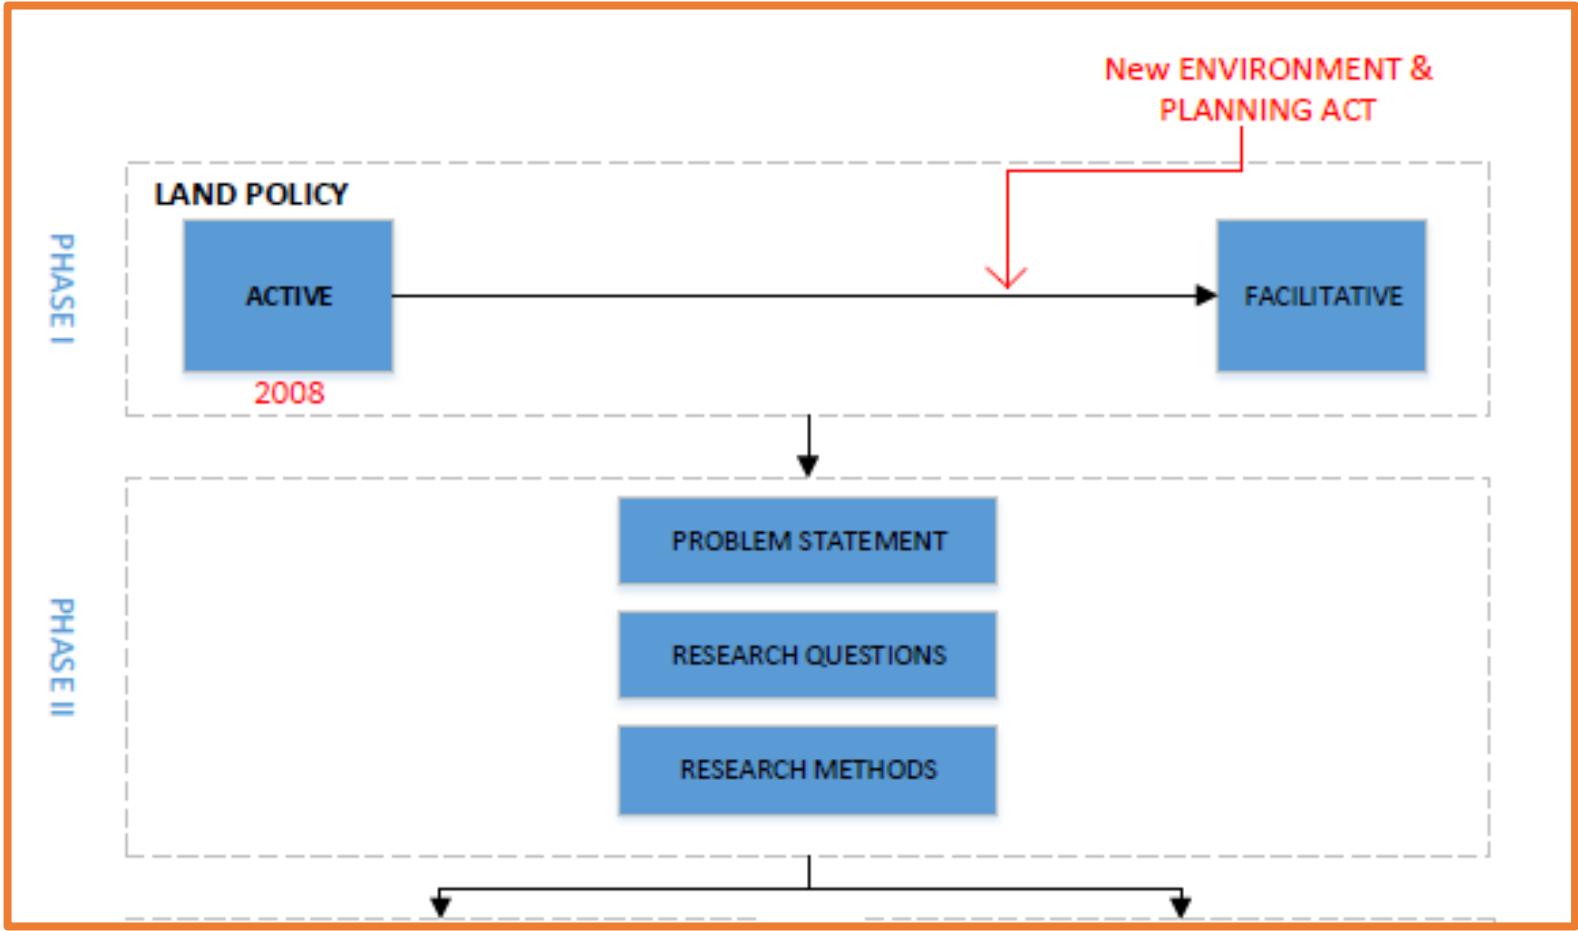 New ENVIRONMENT &
PLANNING ACT
LAND POLICY
PHASE I
ACTIVE
FACILITATIVE
2008
PHASE II
PROBLEM STATEMENT
RESEARCH QUESTIONS
RESEARCH METHODS